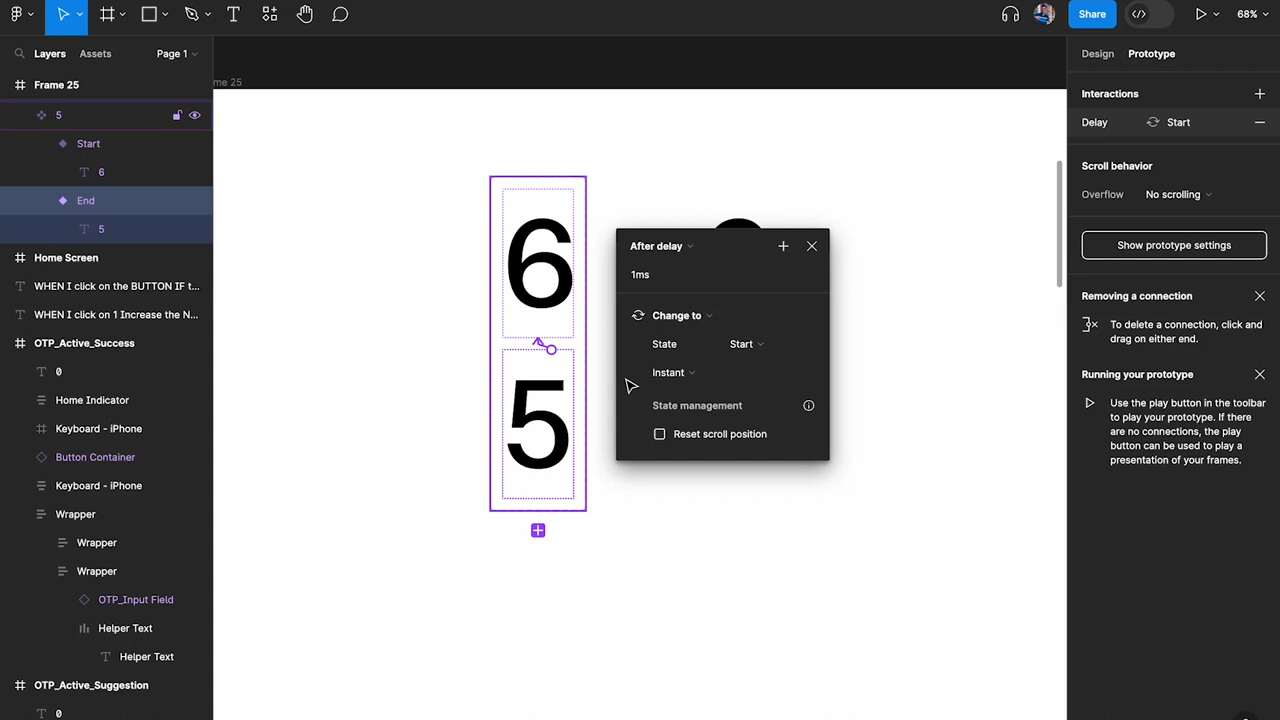 Share
68%
Layers
Assets
Page 1
Design
Prototype
Frame 25
me 25
Interactions
5
Delay
Start
Start
6
Scroll behavior
End
Overflow
No scrolling
5
Show prototype settings
Home Screen
WHEN I click on the BUTTON IF t...
WHEN I click on 1 Increase the N...
OTP_Active_Success
0
Home Indicator
Keyboard - iPhone
Button Container
Keyboard - iPhone
Wrapper
Wrapper
Wrapper
OTP_Input Field
Helper Text
Helper Text
OTP_Active_Suggestion
0
6
5
After delay
1ms
Change to
State
Start
Instant
State management
Reset scroll position
Removing a connection
To delete a connection, click and
drag on either end.
Running your prototype
Use the play button in the toolbar
to play your prototype. If there
are no connections, the play
button can be used to play a
presentation of your frames.